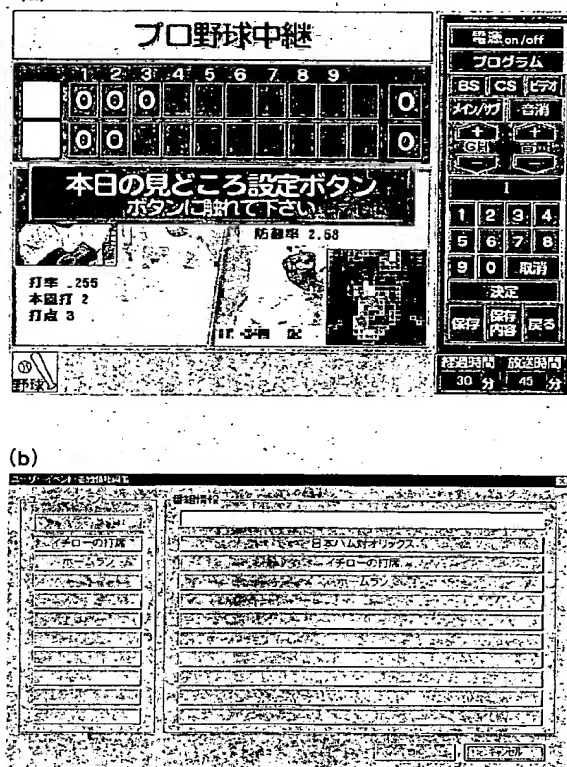 プロ野球中継
1 2 3 4 5 6 7 8 9
0 0 0 0
0 0 0
本日の見どころ設定ボタン
ボタンに触れて下さい
防御率 2.68
打率 .255
本塁打 2
打点 3
野球
電源on/off
プログラム
BS CS ビデオ
メイン/サブ 音消
+ +
CH 音
- -
1
1 2 3 4
5 6 7 8
9 0 取消
決定
保存 保存内容 戻る
経過時間 放送時間
30 分 45 分
(b)
番組情報
日本ハム対オリックス
イチローの打席 イチローの打席
ホームラン ホームラン
キャンセル